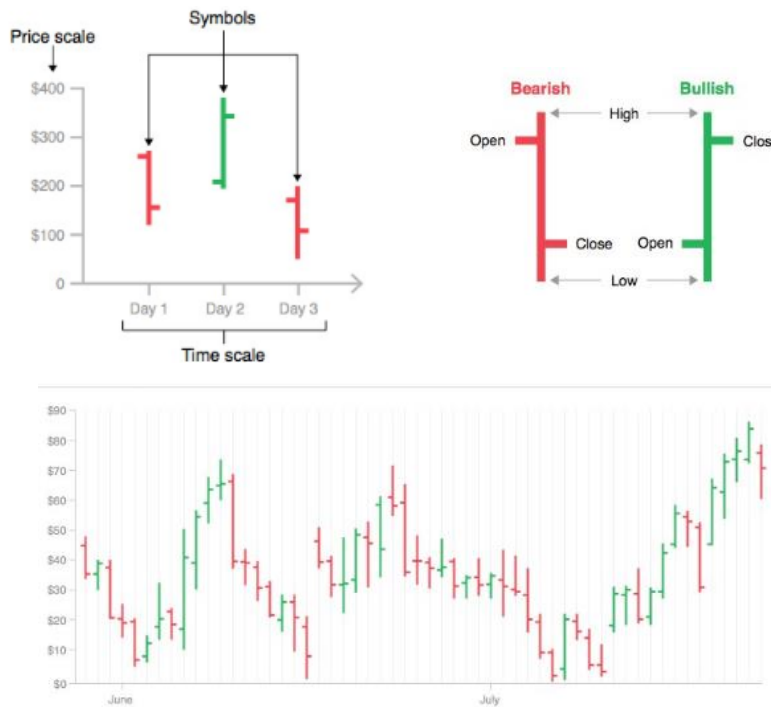 Symbols
Price scale
$400
$300
$200
$100
0
Day 1 Day 2 Day 3
Time scale
Bearish Bullish
High
Open Clos
Close Open
Low
$90
$80
$70
$60
$50
$40
$30
$20
$10
$0
June July